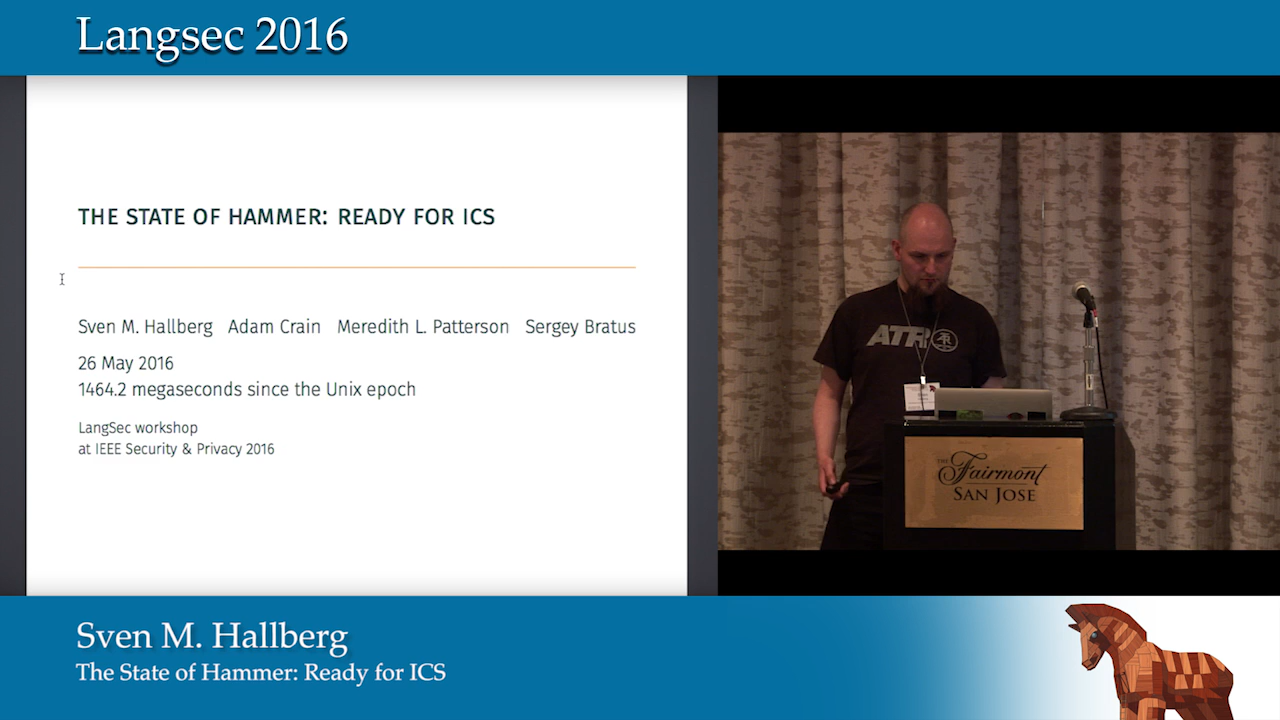 Langsec 2016
THE STATE OF HAMMER: READY FOR ICS
Sven M. Hallberg Adam Crain Meredith L. Patterson Sergey Bratus
26 May 2016
1464.2 megaseconds since the Unix epoch
LangSec workshop
at IEEE Security & Privacy 2016
ATR
THE
Fairmont
SAN JOSE
Sven M. Hallberg
The State of Hammer: Ready for ICS